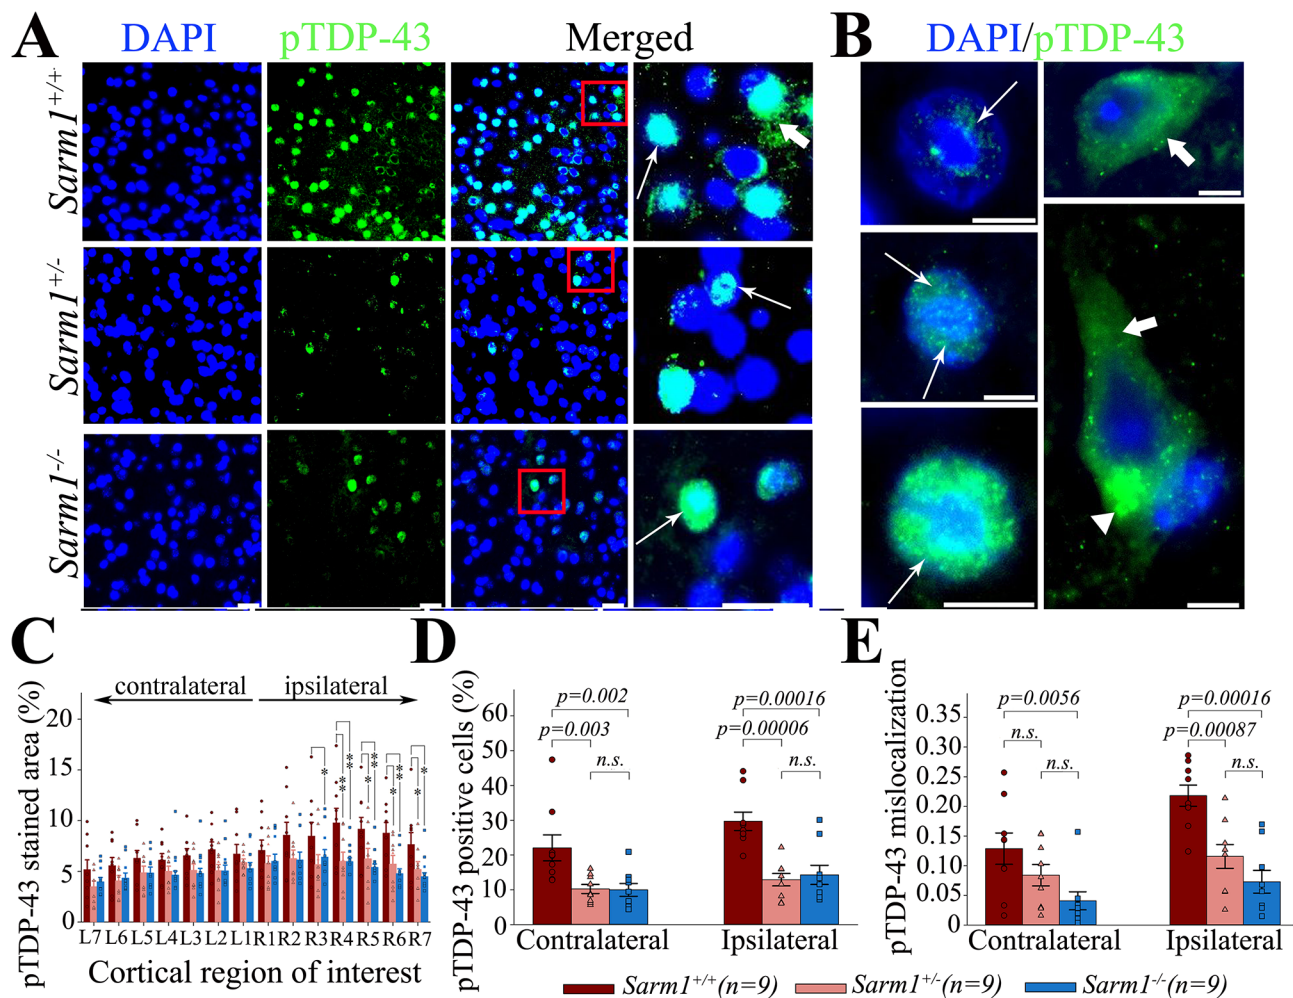 A DAPI pTDP-43 Merged B DAPI/pTDP-43
Sarm1+/+
Sarm1+/-
Sarm1-/-
C
contralateral ipsilateral
pTDP-43 stained area (%)
20
15
10
5
0
* ** ** * ** * ** * *
L7 L6 L5 L4 L3 L2 L1 R1 R2 R3 R4 R5 R6 R7
Cortical region of interest
D
pTDP-43 positive cells (%)
60
50
40
30
20
10
0
p=0.002
p=0.003
n.s.
p=0.00016
p=0.00006
n.s.
Contralateral Ipsilateral
E
pTDP-43 mislocalization
0.35
0.30
0.25
0.20
0.15
0.10
0.05
0
p=0.0056
n.s.
n.s.
p=0.00016
p=0.00087
n.s.
Contralateral Ipsilateral
Sarm1+/+(n=9) Sarm1+/-(n=9) Sarm1-/-(n=9)